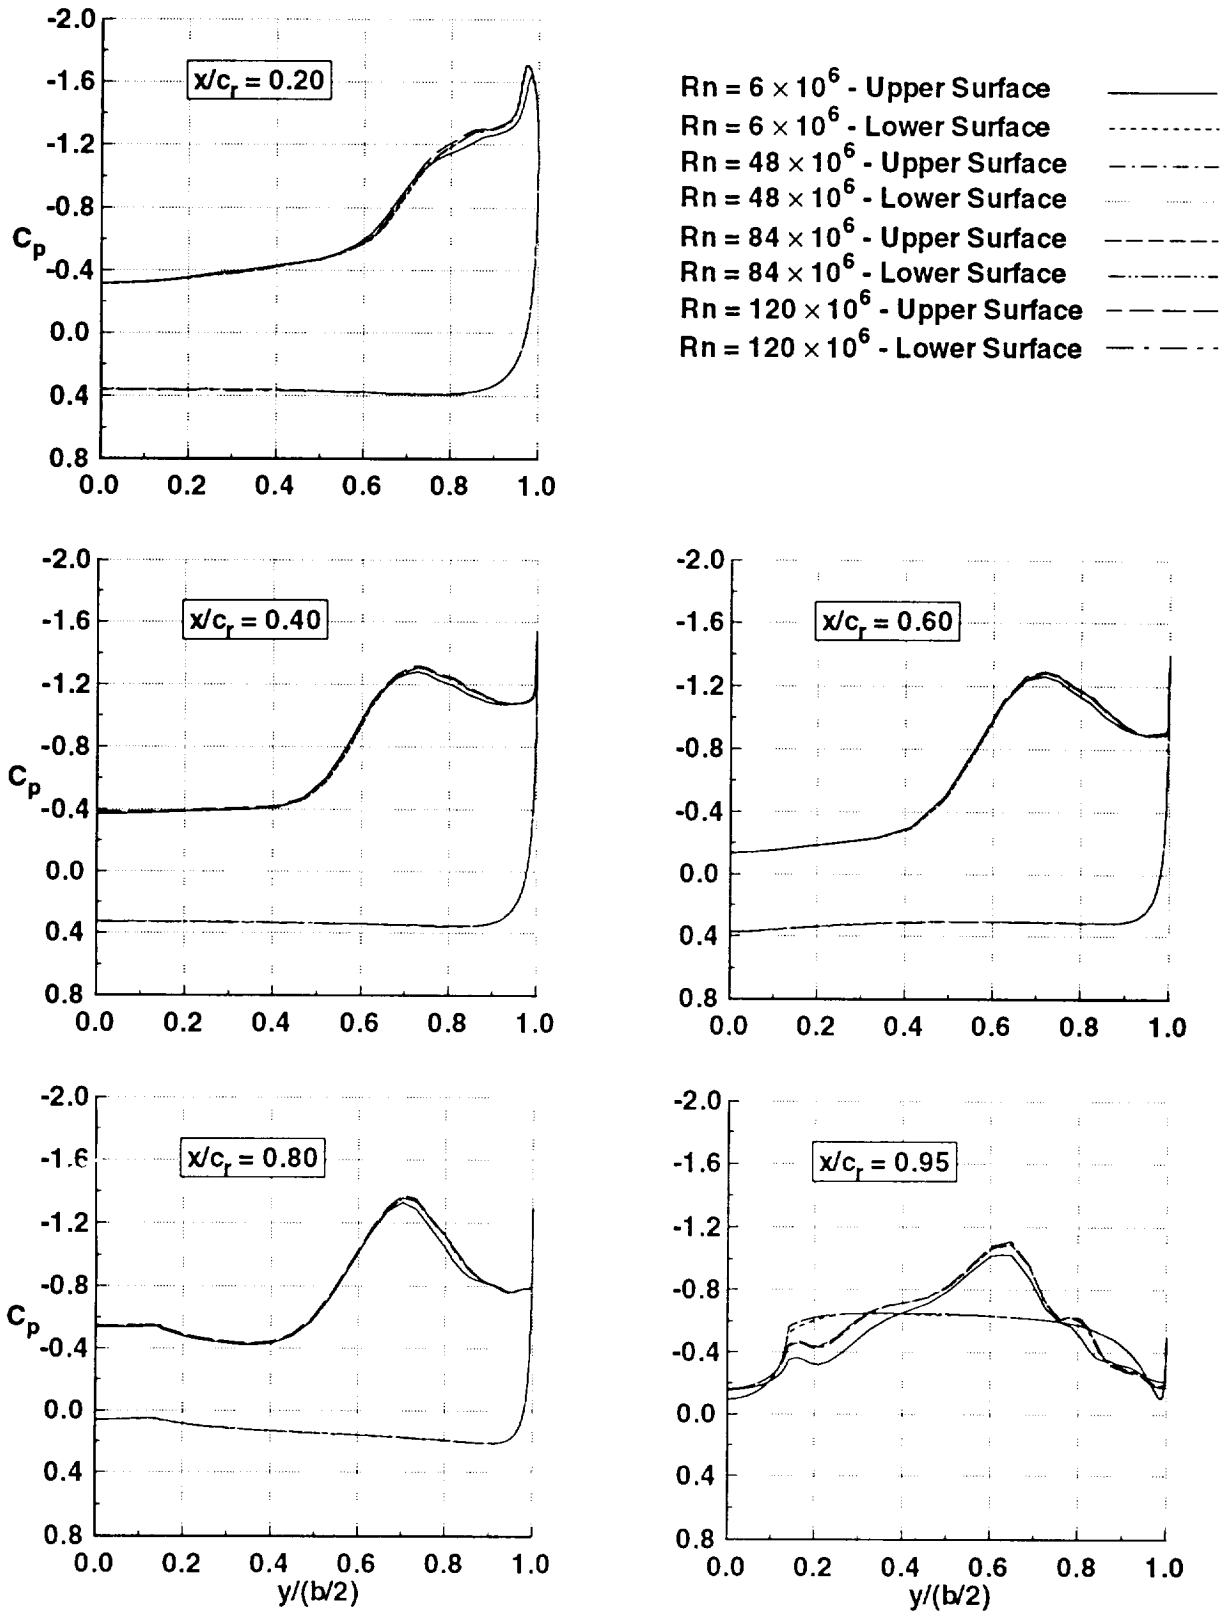 -2.0
-1.6
-1.2
-0.8
-0.4
0.0
0.4
0.8
C_p
x/c_r = 0.20
0.0 0.2 0.4 0.6 0.8 1.0
Rn = 6 × 10^6 - Upper Surface
Rn = 6 × 10^6 - Lower Surface
Rn = 48 × 10^6 - Upper Surface
Rn = 48 × 10^6 - Lower Surface
Rn = 84 × 10^6 - Upper Surface
Rn = 84 × 10^6 - Lower Surface
Rn = 120 × 10^6 - Upper Surface
Rn = 120 × 10^6 - Lower Surface
-2.0
-1.6
-1.2
-0.8
-0.4
0.0
0.4
0.8
C_p
x/c_r = 0.40
0.0 0.2 0.4 0.6 0.8 1.0
-2.0
-1.6
-1.2
-0.8
-0.4
0.0
0.4
0.8
x/c_r = 0.60
0.0 0.2 0.4 0.6 0.8 1.0
-2.0
-1.6
-1.2
-0.8
-0.4
0.0
0.4
0.8
C_p
x/c_r = 0.80
0.0 0.2 0.4 0.6 0.8 1.0
y/(b/2)
-2.0
-1.6
-1.2
-0.8
-0.4
0.0
0.4
0.8
x/c_r = 0.95
0.0 0.2 0.4 0.6 0.8 1.0
y/(b/2)